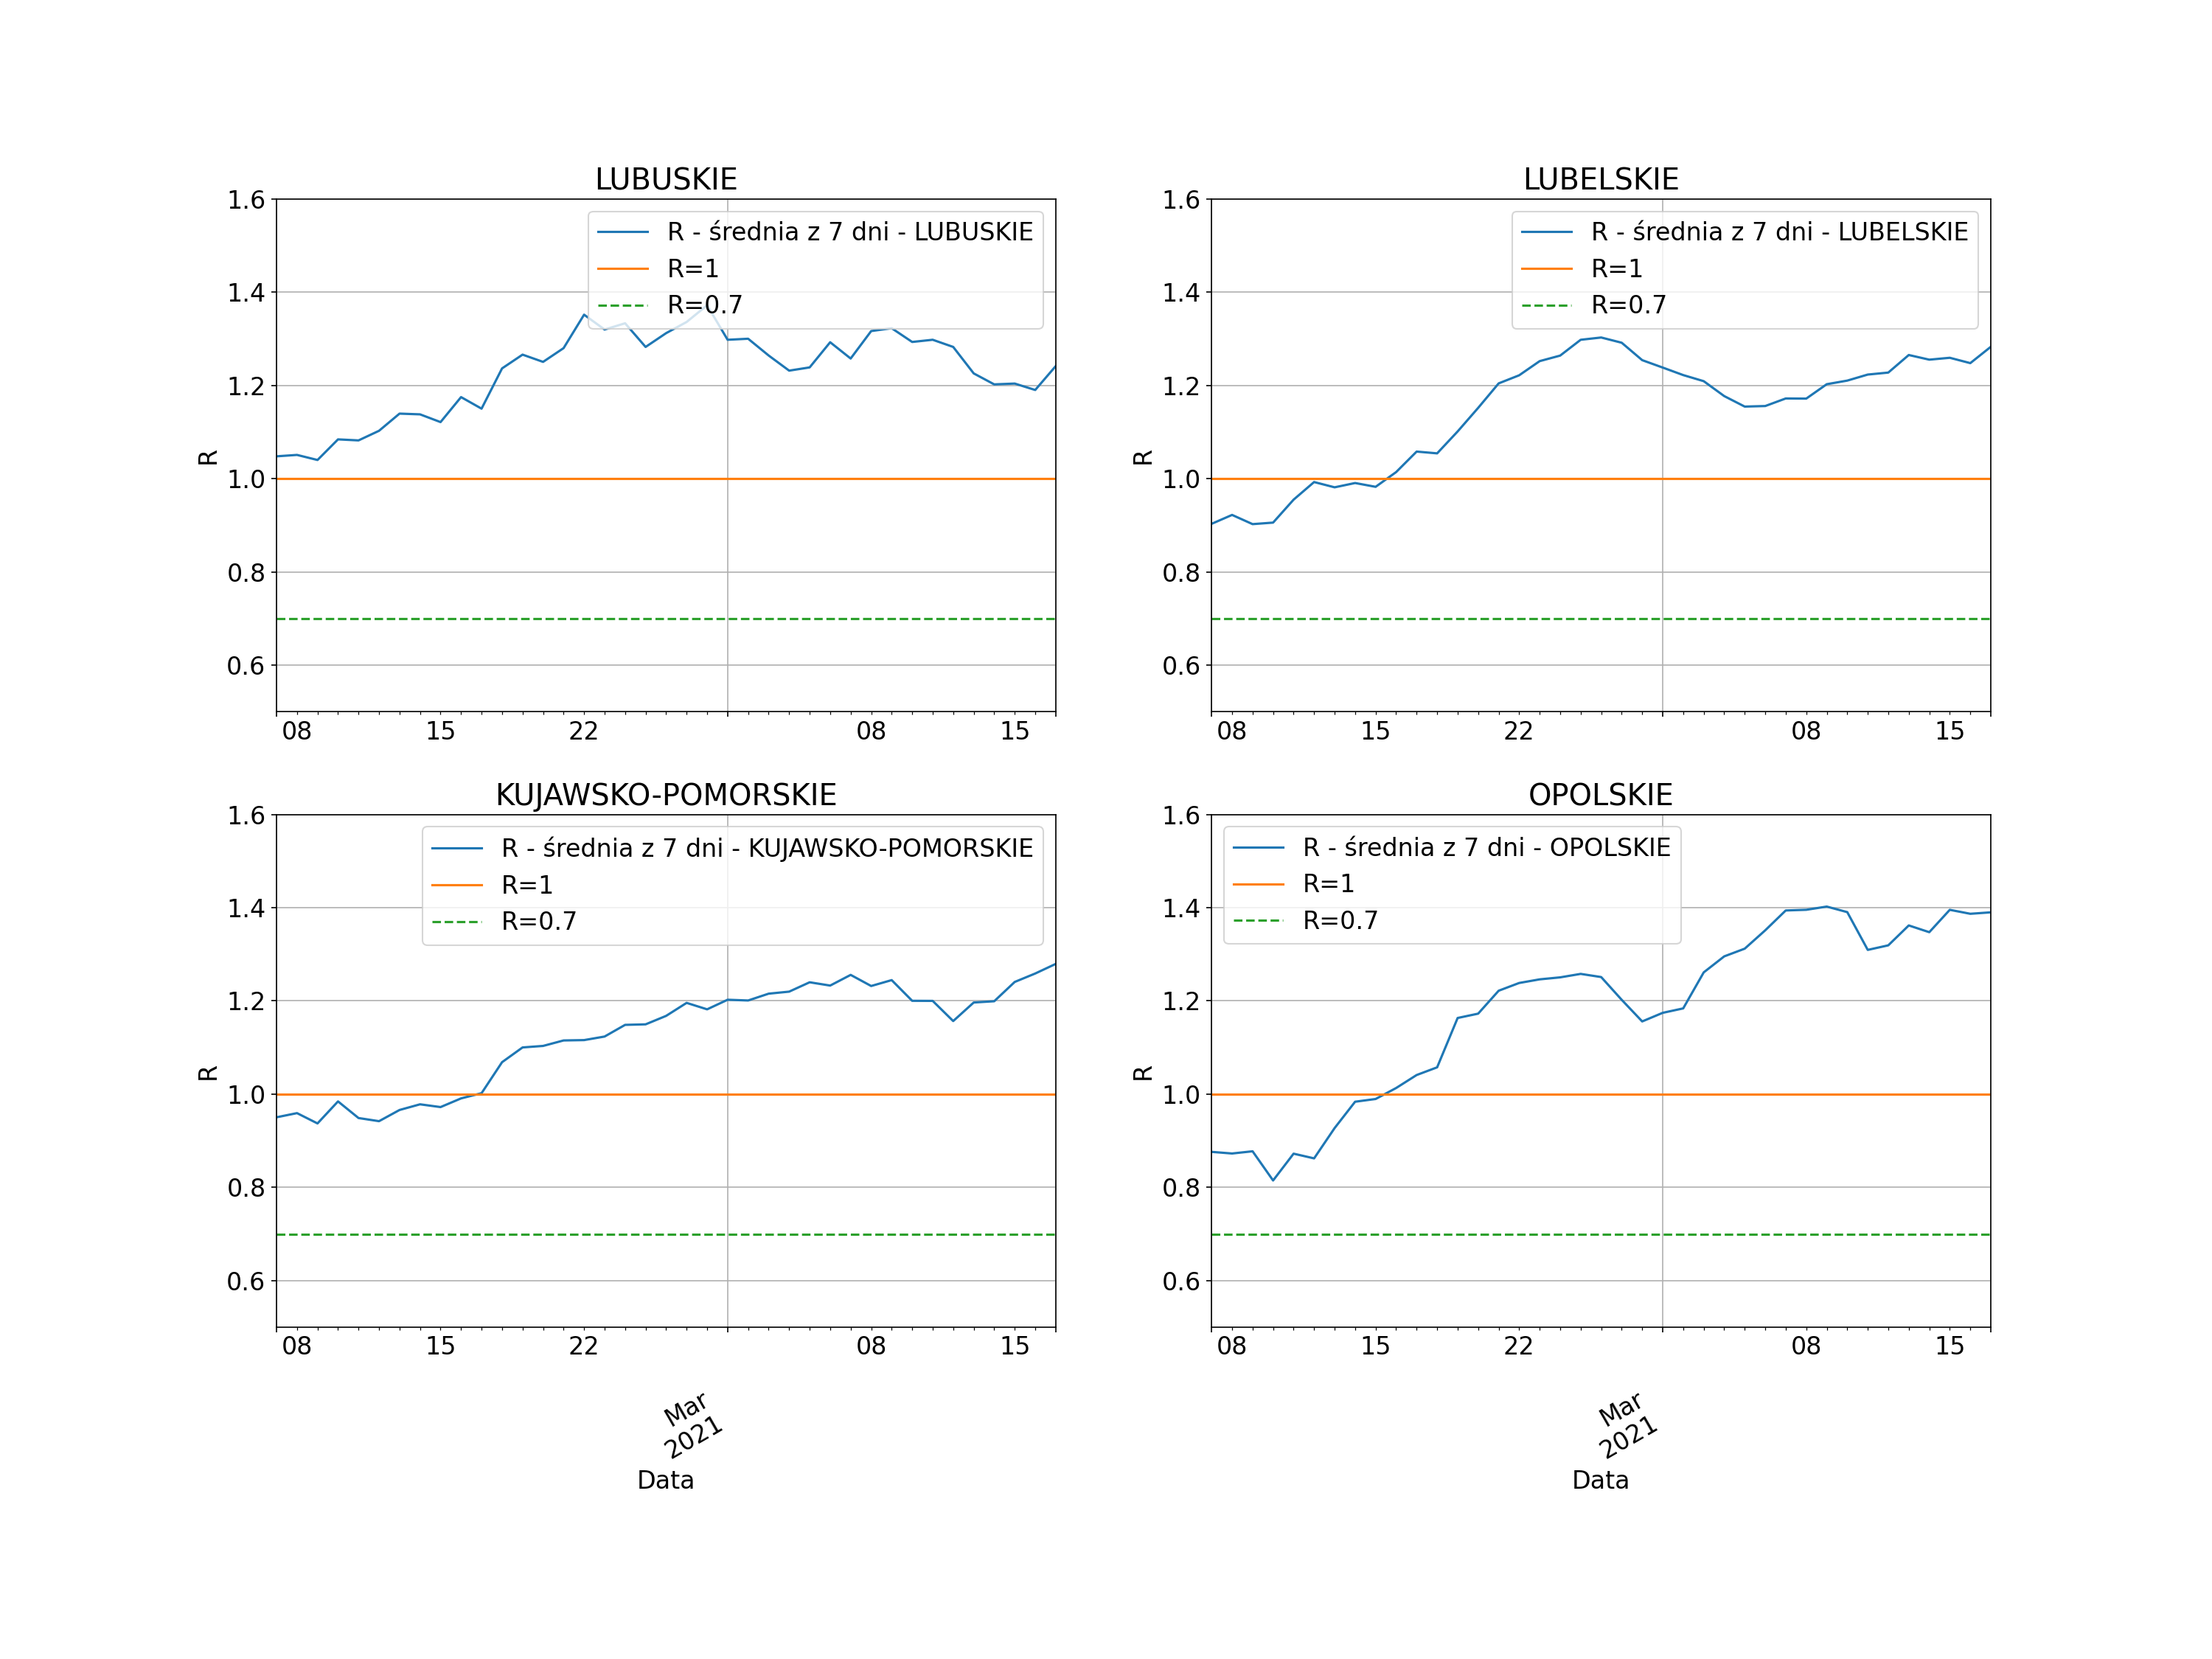 LUBUSKIE
R - średnia z 7 dni - LUBUSKIE
R=1
R=0.7
1.6
1.4
1.2
1.0
0.8
0.6
R
08 15 22 08 15
LUBELSKIE
R - średnia z 7 dni - LUBELSKIE
R=1
R=0.7
1.6
1.4
1.2
1.0
0.8
0.6
R
08 15 22 08 15
KUJAWSKO-POMORSKIE
R - średnia z 7 dni - KUJAWSKO-POMORSKIE
R=1
R=0.7
1.6
1.4
1.2
1.0
0.8
0.6
R
08 15 22 08 15
Mar
2021
Data
OPOLSKIE
R - średnia z 7 dni - OPOLSKIE
R=1
R=0.7
1.6
1.4
1.2
1.0
0.8
0.6
R
08 15 22 08 15
Mar
2021
Data